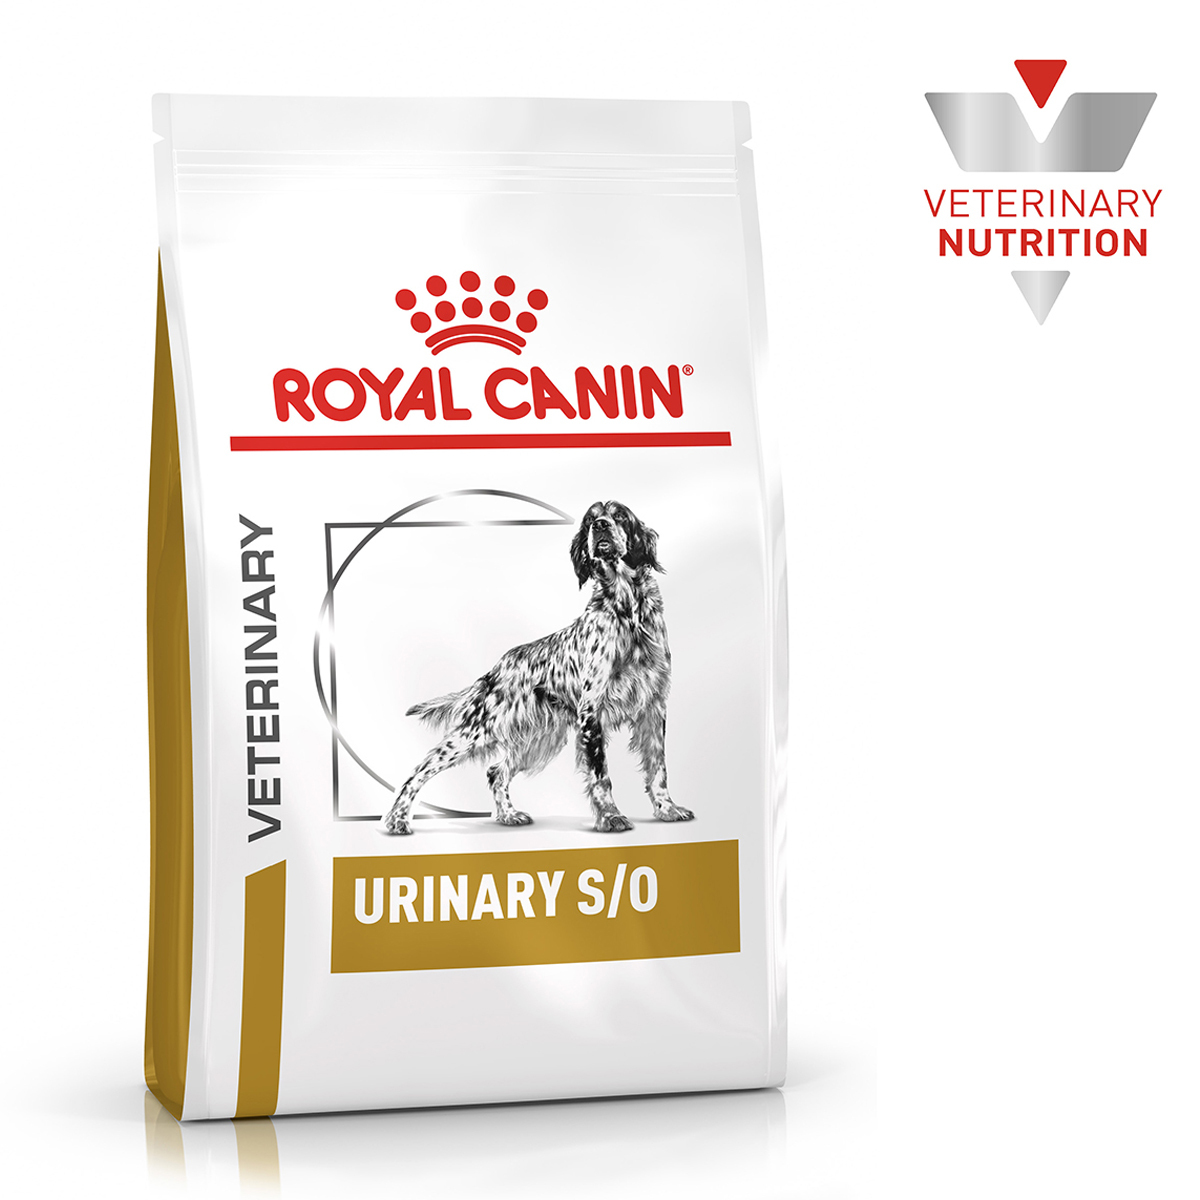 VETERINARY
NUTRITION
ROYAL CANIN®
VETERINARY
URINARY S/O